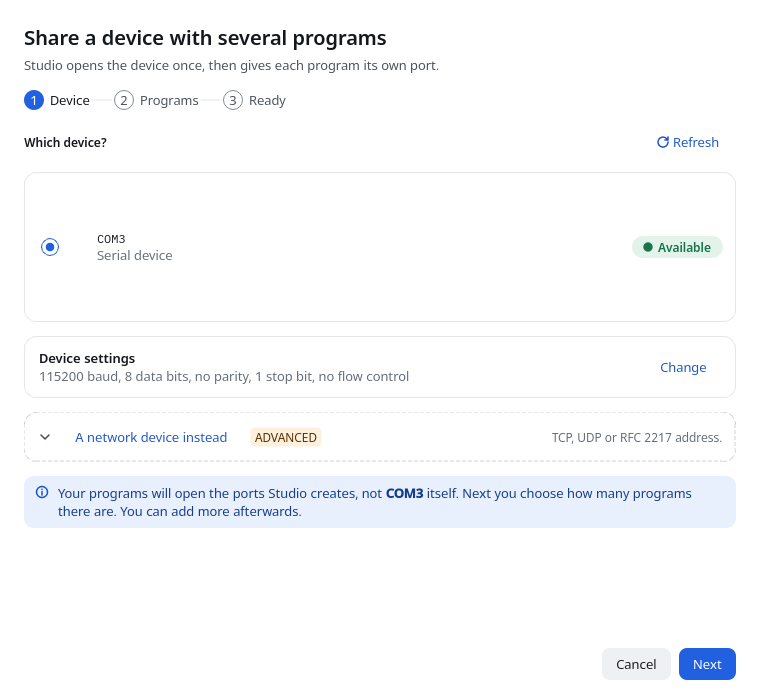 Share a device with several programs
Studio opens the device once, then gives each program its own port.
1 Device 2 Programs 3 Ready
Which device? Refresh
COM3
Serial device
Available
Device settings
115200 baud, 8 data bits, no parity, 1 stop bit, no flow control
Change
A network device instead ADVANCED TCP, UDP or RFC 2217 address.
Your programs will open the ports Studio creates, not COM3 itself. Next you choose how many programs
there are. You can add more afterwards.
Cancel Next